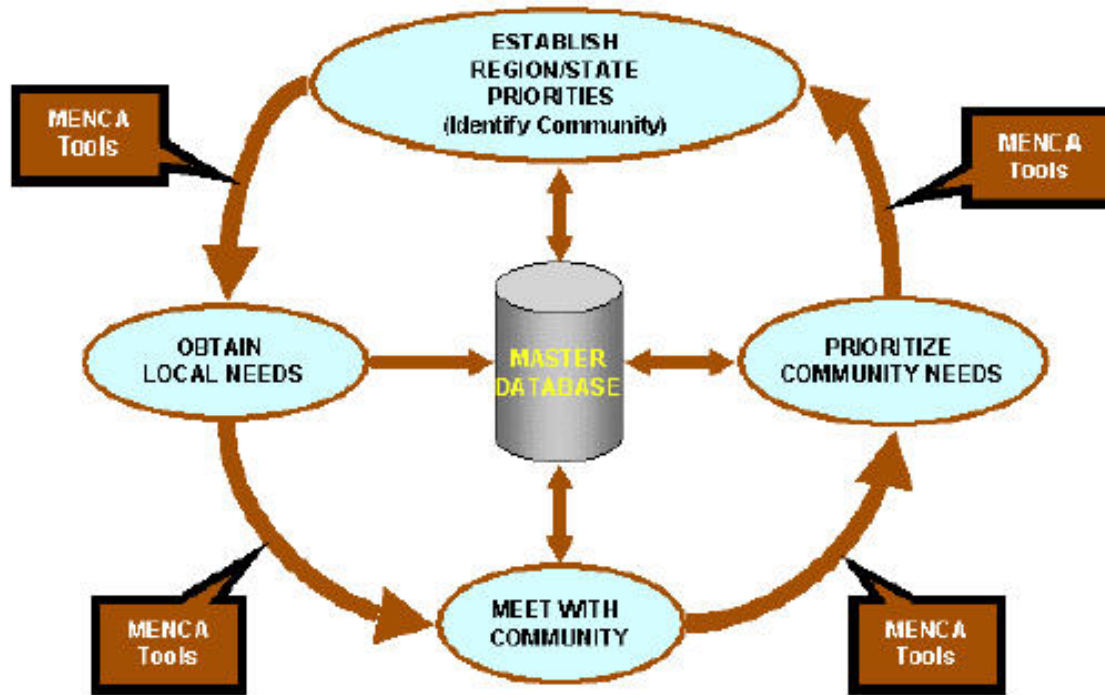 ESTABLISH
REGION/STATE
PRIORITIES
(Identify Community)
MENCA
Tools
MENCA
Tools
OBTAIN
LOCAL NEEDS
MASTER
DATABASE
PRIORITIZE
COMMUNITY NEEDS
MENCA
Tools
MEET WITH
COMMUNITY
MENCA
Tools